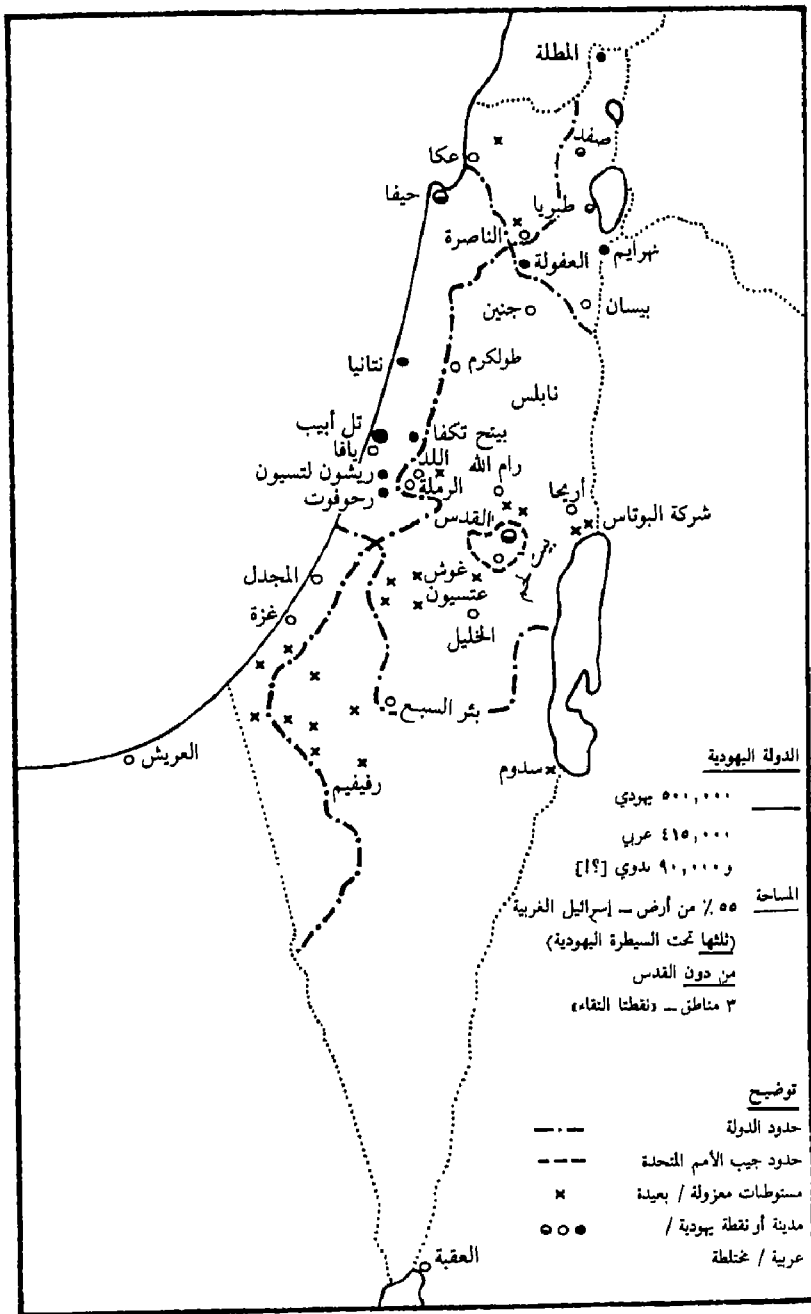 المطلة
صفد
عكا
حيفا
طبريا
الناصرة
نهرايم
العفولة
بيسان
جنين
نتانيا
طولكرم
نابلس
تل أبيب
بيتح تكفا
يافا
اللد
رام الله
ريشون لتسيون
الرملة
أريحا
رحوفوت
القدس
شركة البوتاس
بيت لحم
المجدل
غوش
عتسيون
غزة
الخليل
بئر السبع
العريش
رفيفيم
سدوم
الدولة اليهودية
٥٠٠,٠٠٠ يهودي
٤١٥,٠٠٠ عربي
و ٩٠,٠٠٠ بدوي [؟!]
المساحة
٥٥ ٪ من أرض – إسرائيل الغربية
(ثلثها تحت السيطرة اليهودية)
من دون القدس
٣ مناطق – «نقطتا التقاء»
توضيح
حدود الدولة
حدود جيب الأمم المتحدة
مستوطنات معزولة / بعيدة
مدينة أو نقطة يهودية /
عربية / مختلطة
العقبة